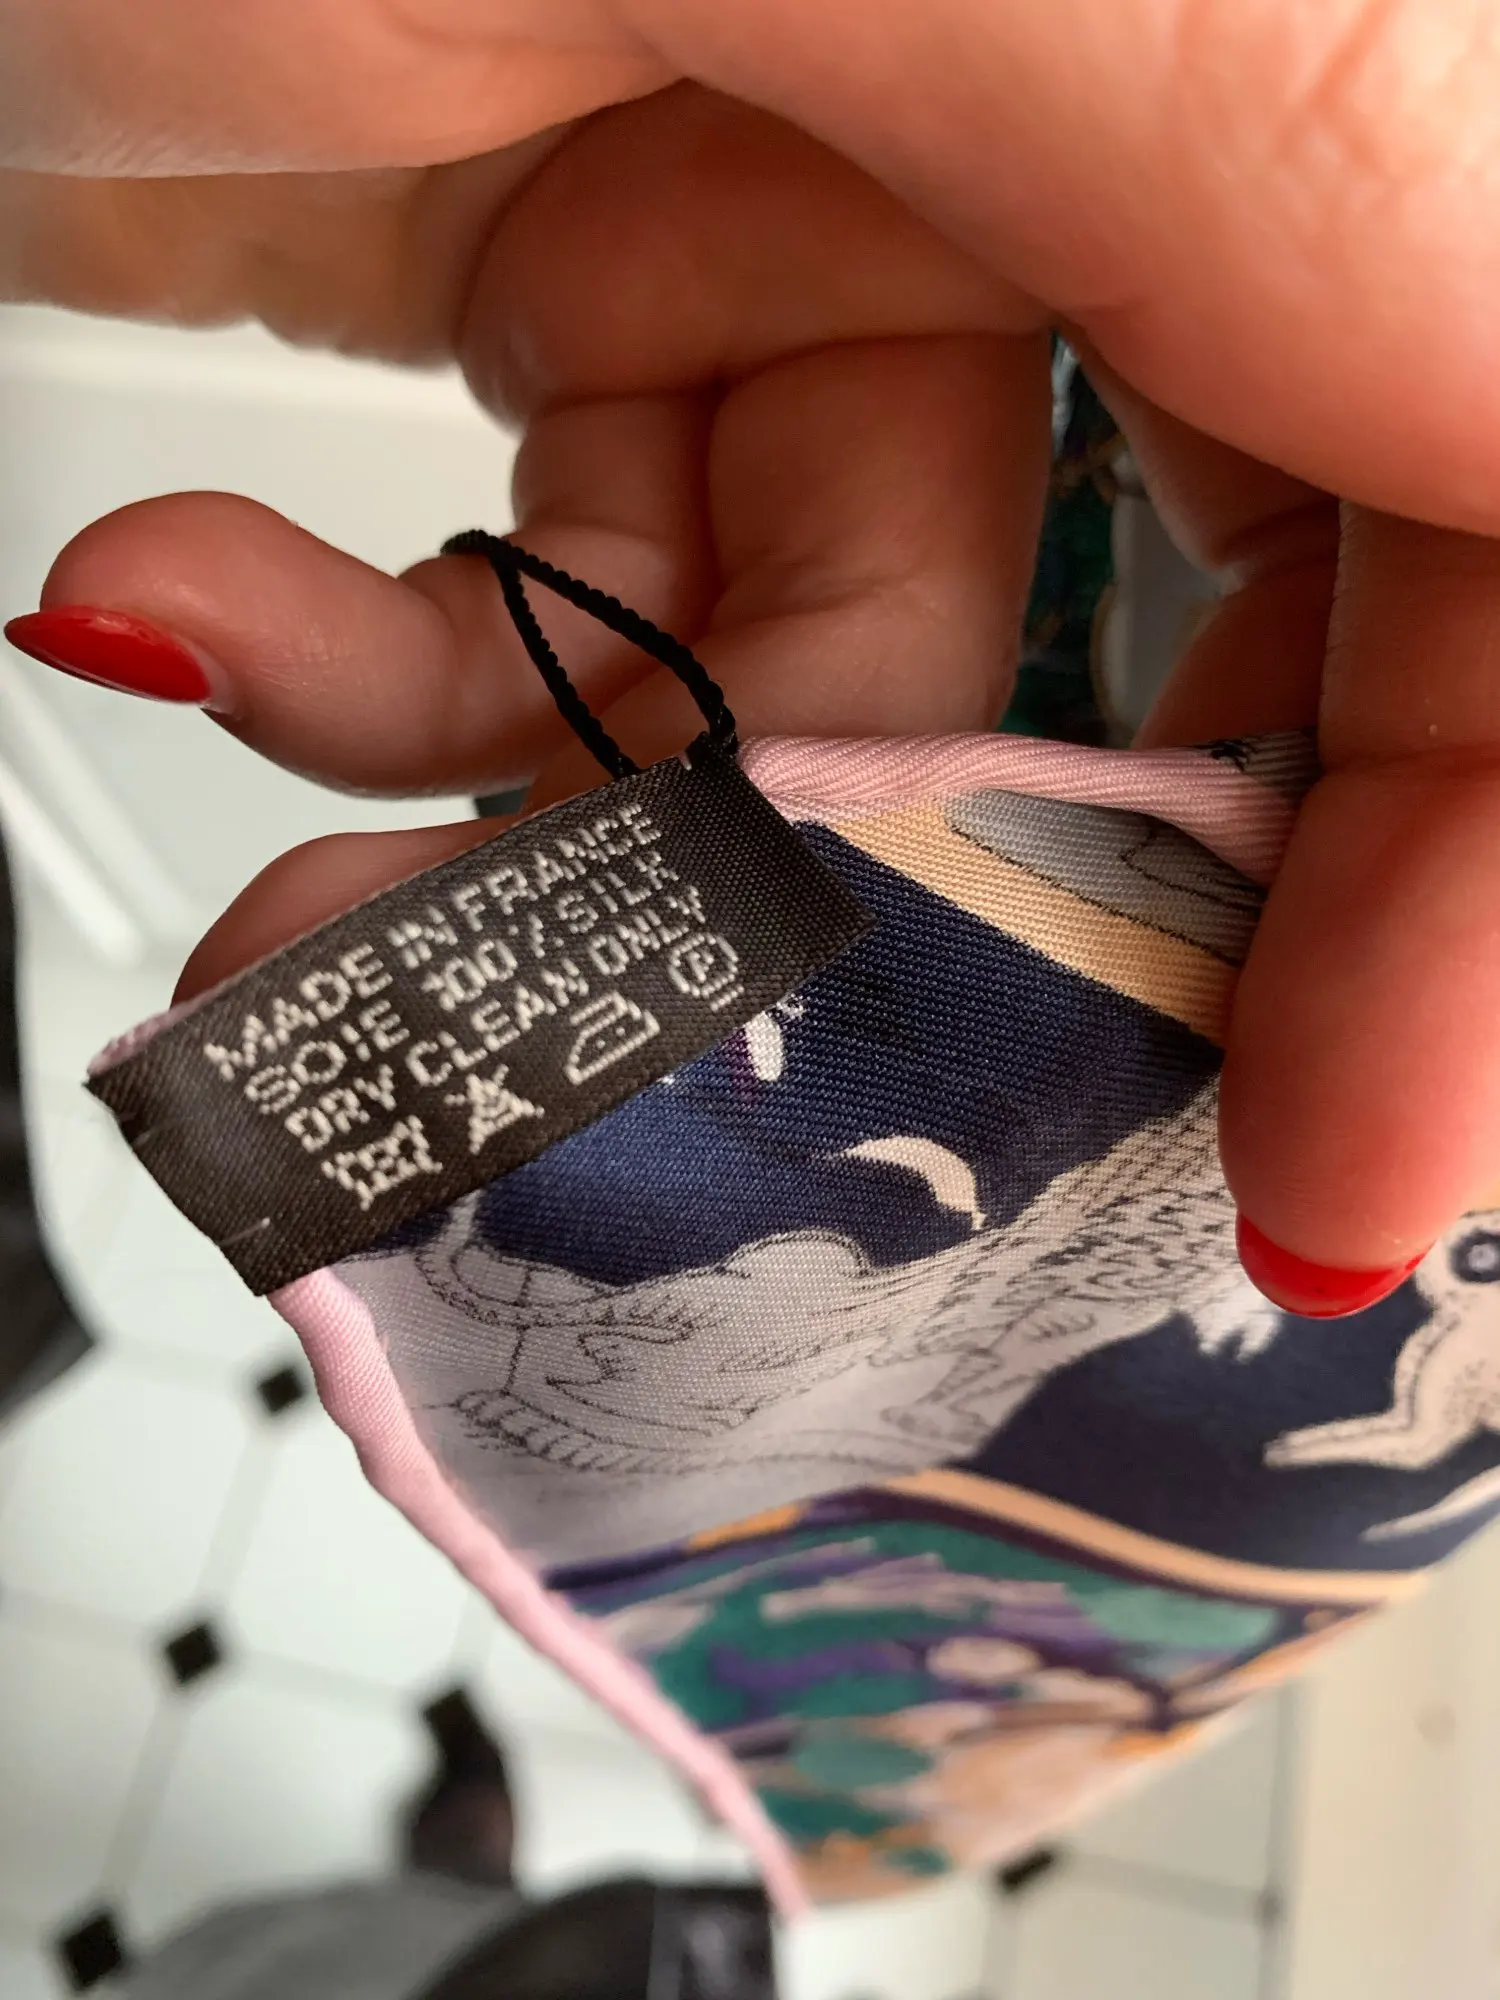 MADE IN FRANCE
SOIE 100% SILK
DRY CLEAN ONLY
P